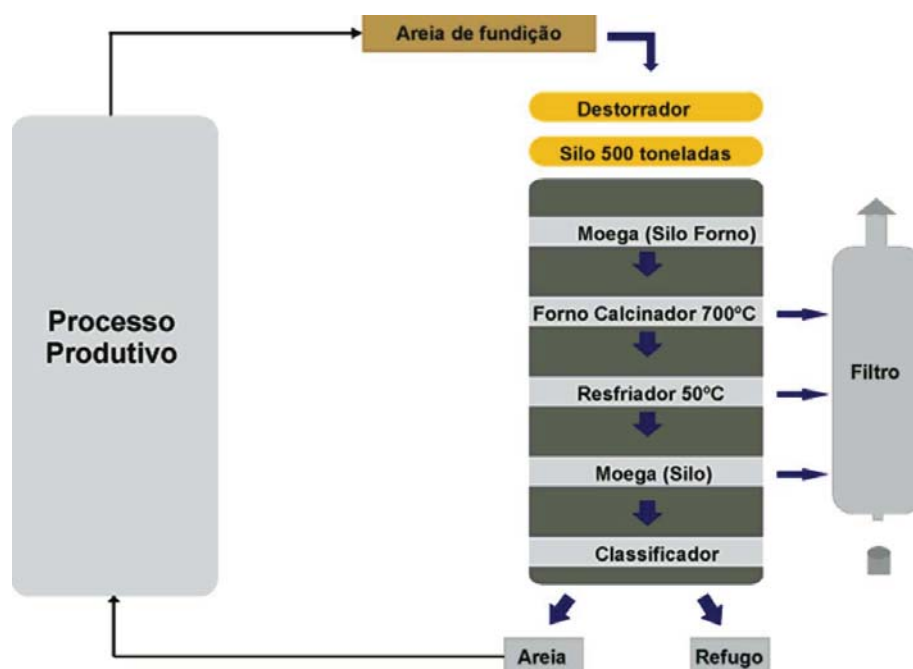 Areia de fundição
Destorrador
Silo 500 toneladas
Moega (Silo Forno)
Forno Calcinador 700ºC
Resfriador 50ºC
Moega (Silo)
Classificador
Processo
Produtivo
Filtro
Areia
Refugo